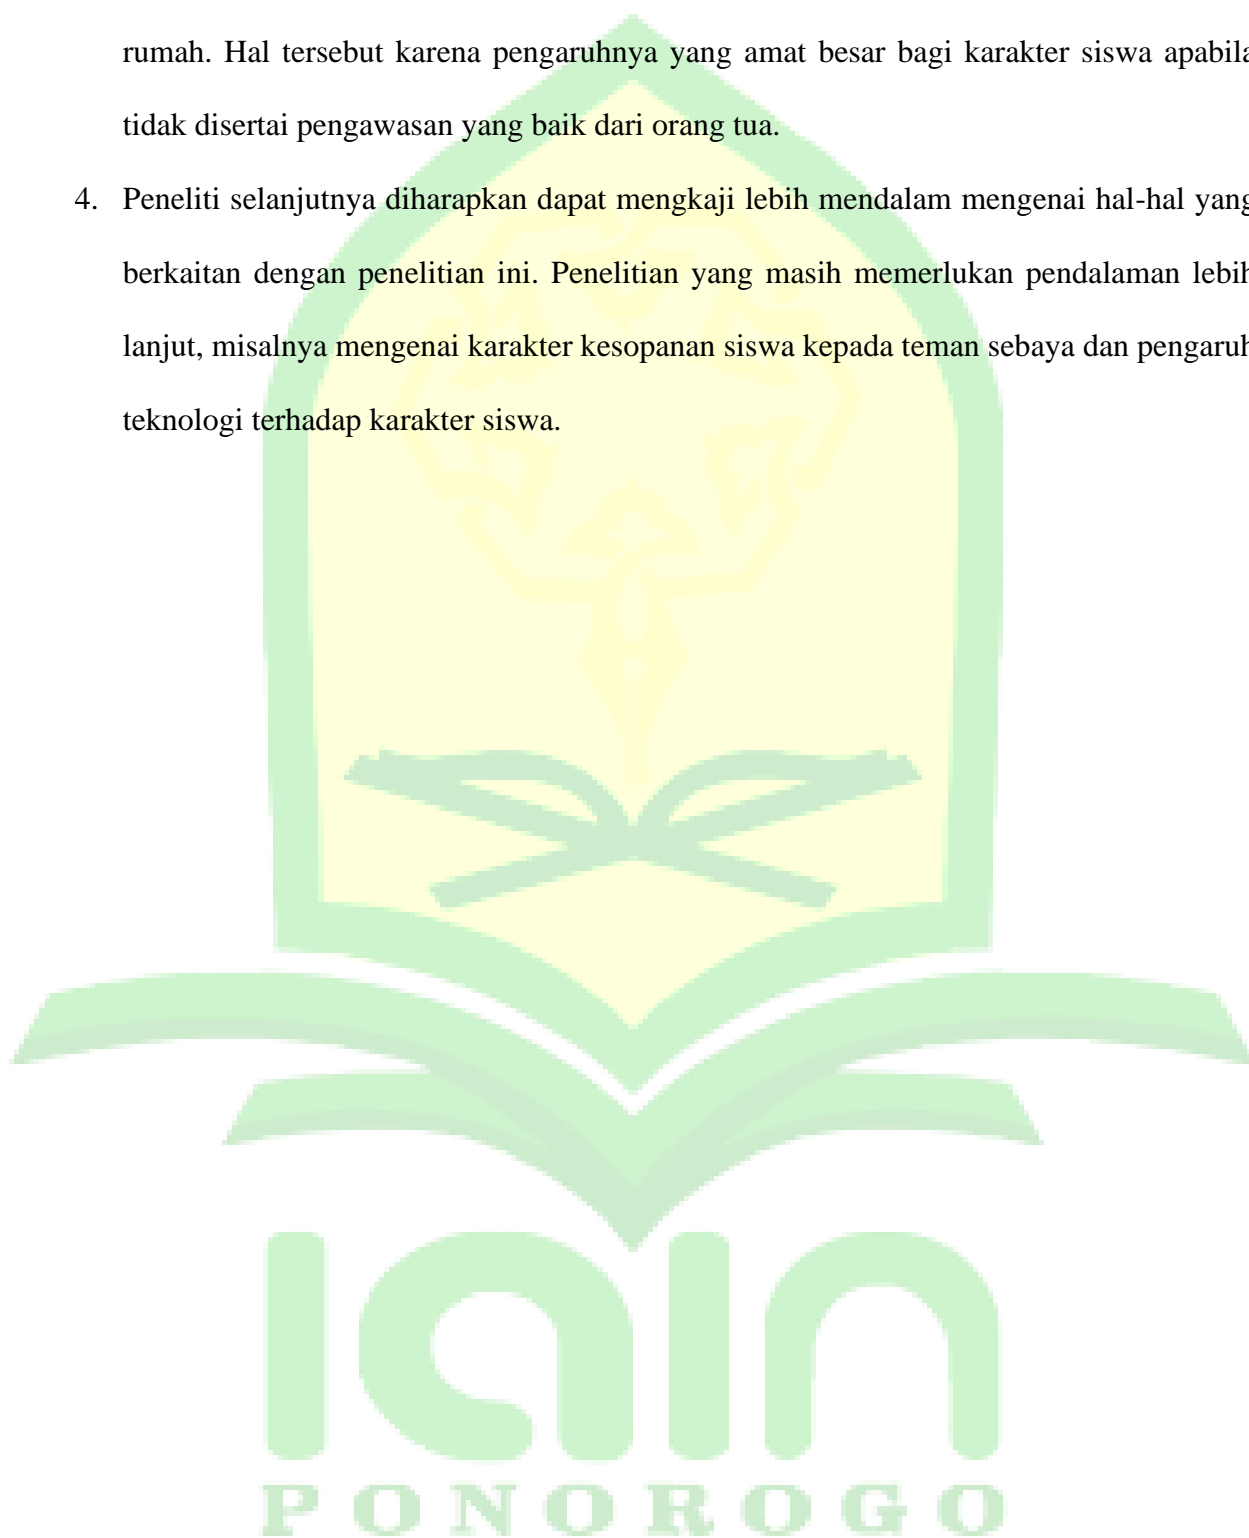 rumah. Hal tersebut karena pengaruhnya yang amat besar bagi karakter siswa apabila
tidak disertai pengawasan yang baik dari orang tua.
4. Peneliti selanjutnya diharapkan dapat mengkaji lebih mendalam mengenai hal-hal yang
berkaitan dengan penelitian ini. Penelitian yang masih memerlukan pendalaman lebih
lanjut, misalnya mengenai karakter kesopanan siswa kepada teman sebaya dan pengaruh
teknologi terhadap karakter siswa.
iain
PONOROGO